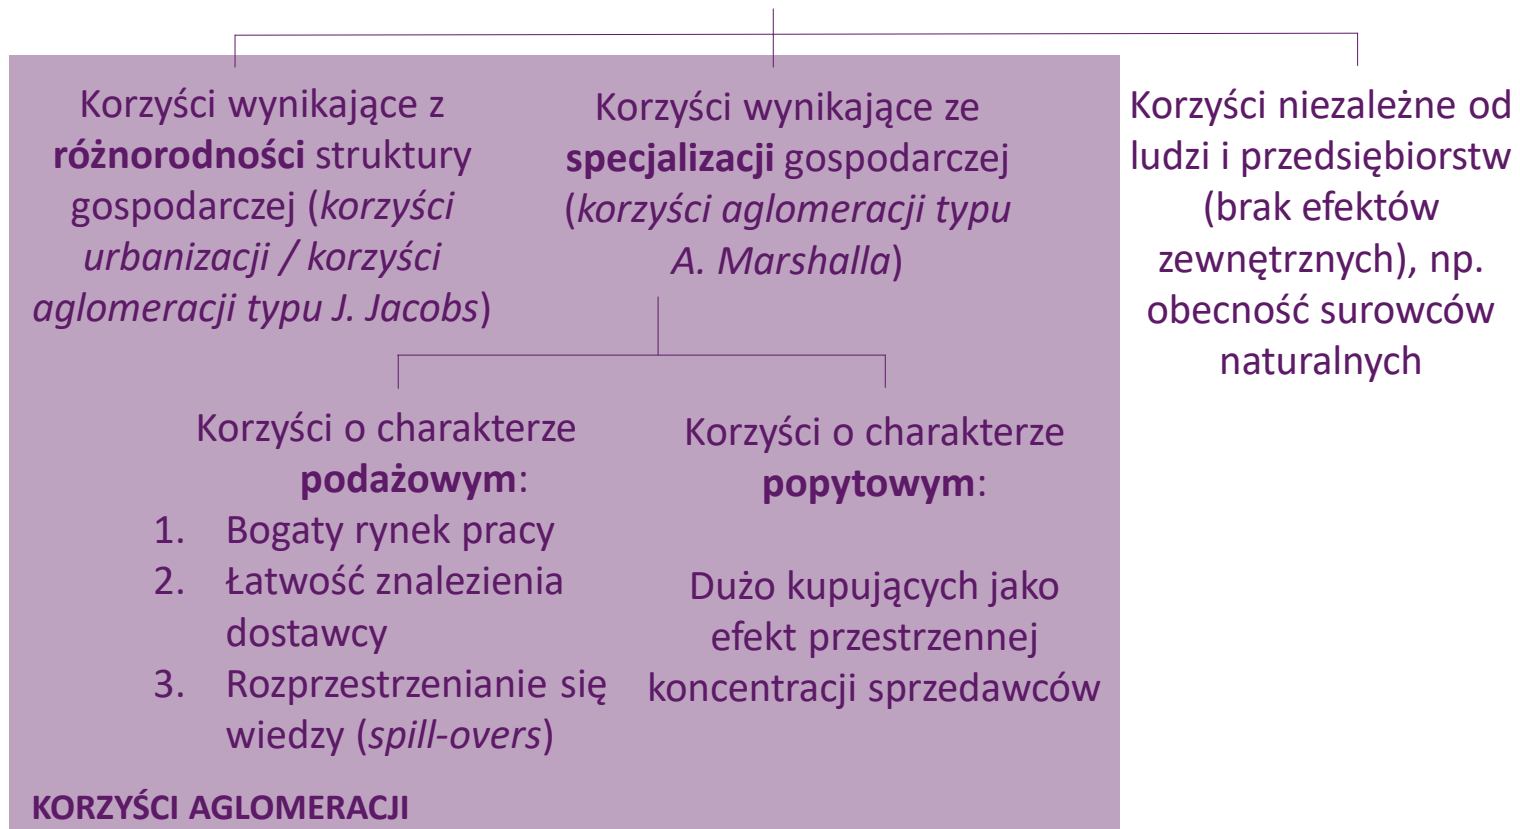 Korzyści wynikające z
różnorodności struktury
gospodarczej (korzyści
urbanizacji / korzyści
aglomeracji typu J. Jacobs)
Korzyści wynikające ze
specjalizacji gospodarczej
(korzyści aglomeracji typu
A. Marshalla)
Korzyści niezależne od
ludzi i przedsiębiorstw
(brak efektów
zewnętrznych), np.
obecność surowców
naturalnych
Korzyści o charakterze
podażowym:
1. Bogaty rynek pracy
2. Łatwość znalezienia
dostawcy
3. Rozprzestrzenianie się
wiedzy (spill-overs)
Korzyści o charakterze
popytowym:
Dużo kupujących jako
efekt przestrzennej
koncentracji sprzedawców
KORZYŚCI AGLOMERACJI